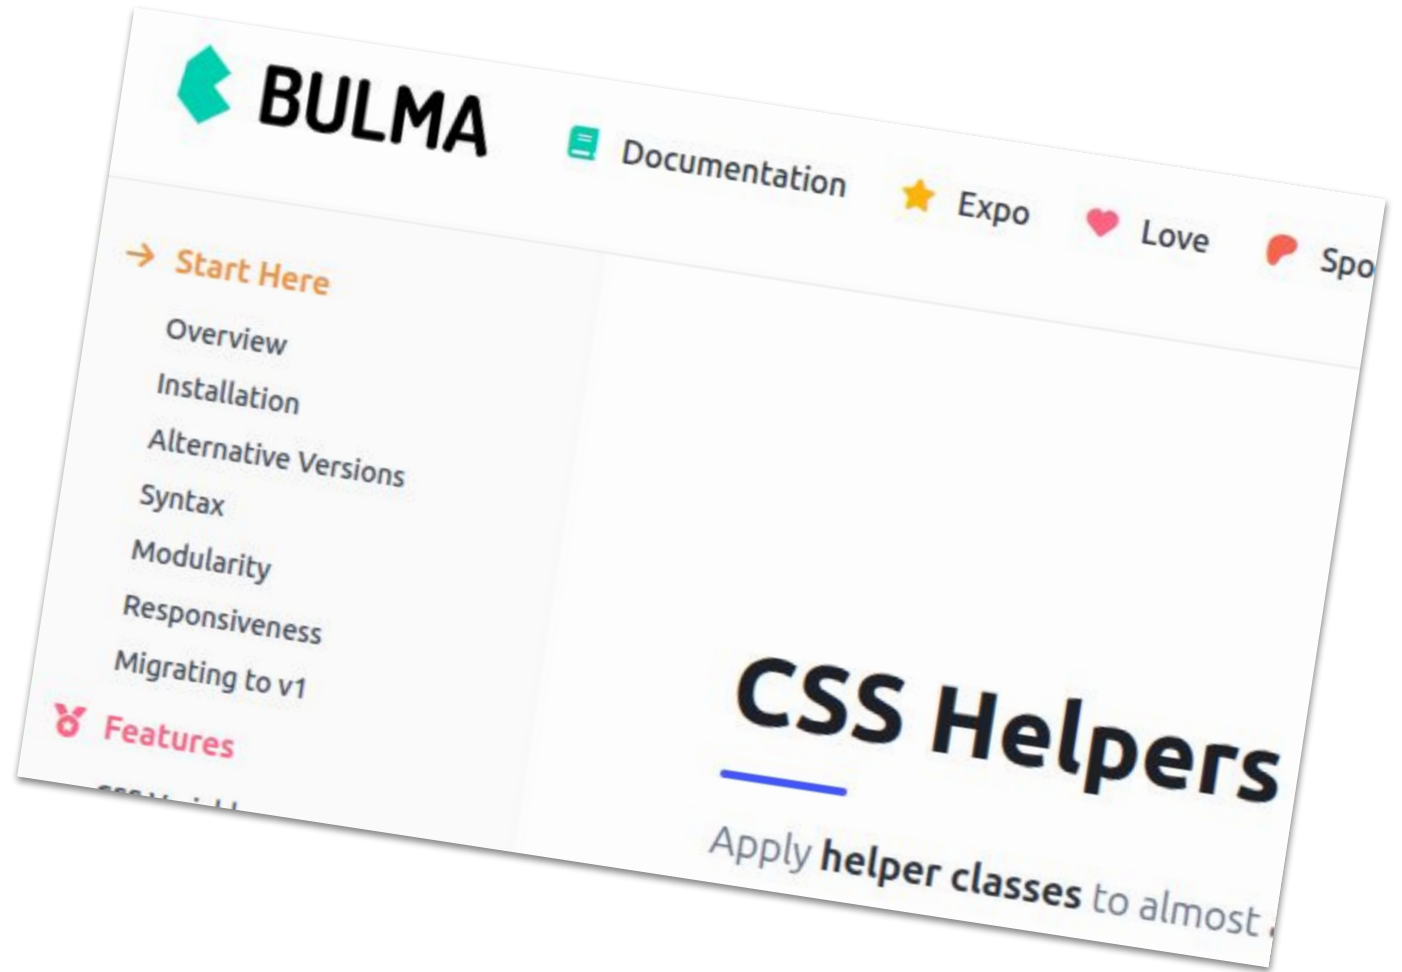 BULMA
Documentation
Expo
Love
Spo
Start Here
Overview
Installation
Alternative Versions
Syntax
Modularity
Responsiveness
Migrating to v1
Features
CSS Helpers
Apply helper classes to almost